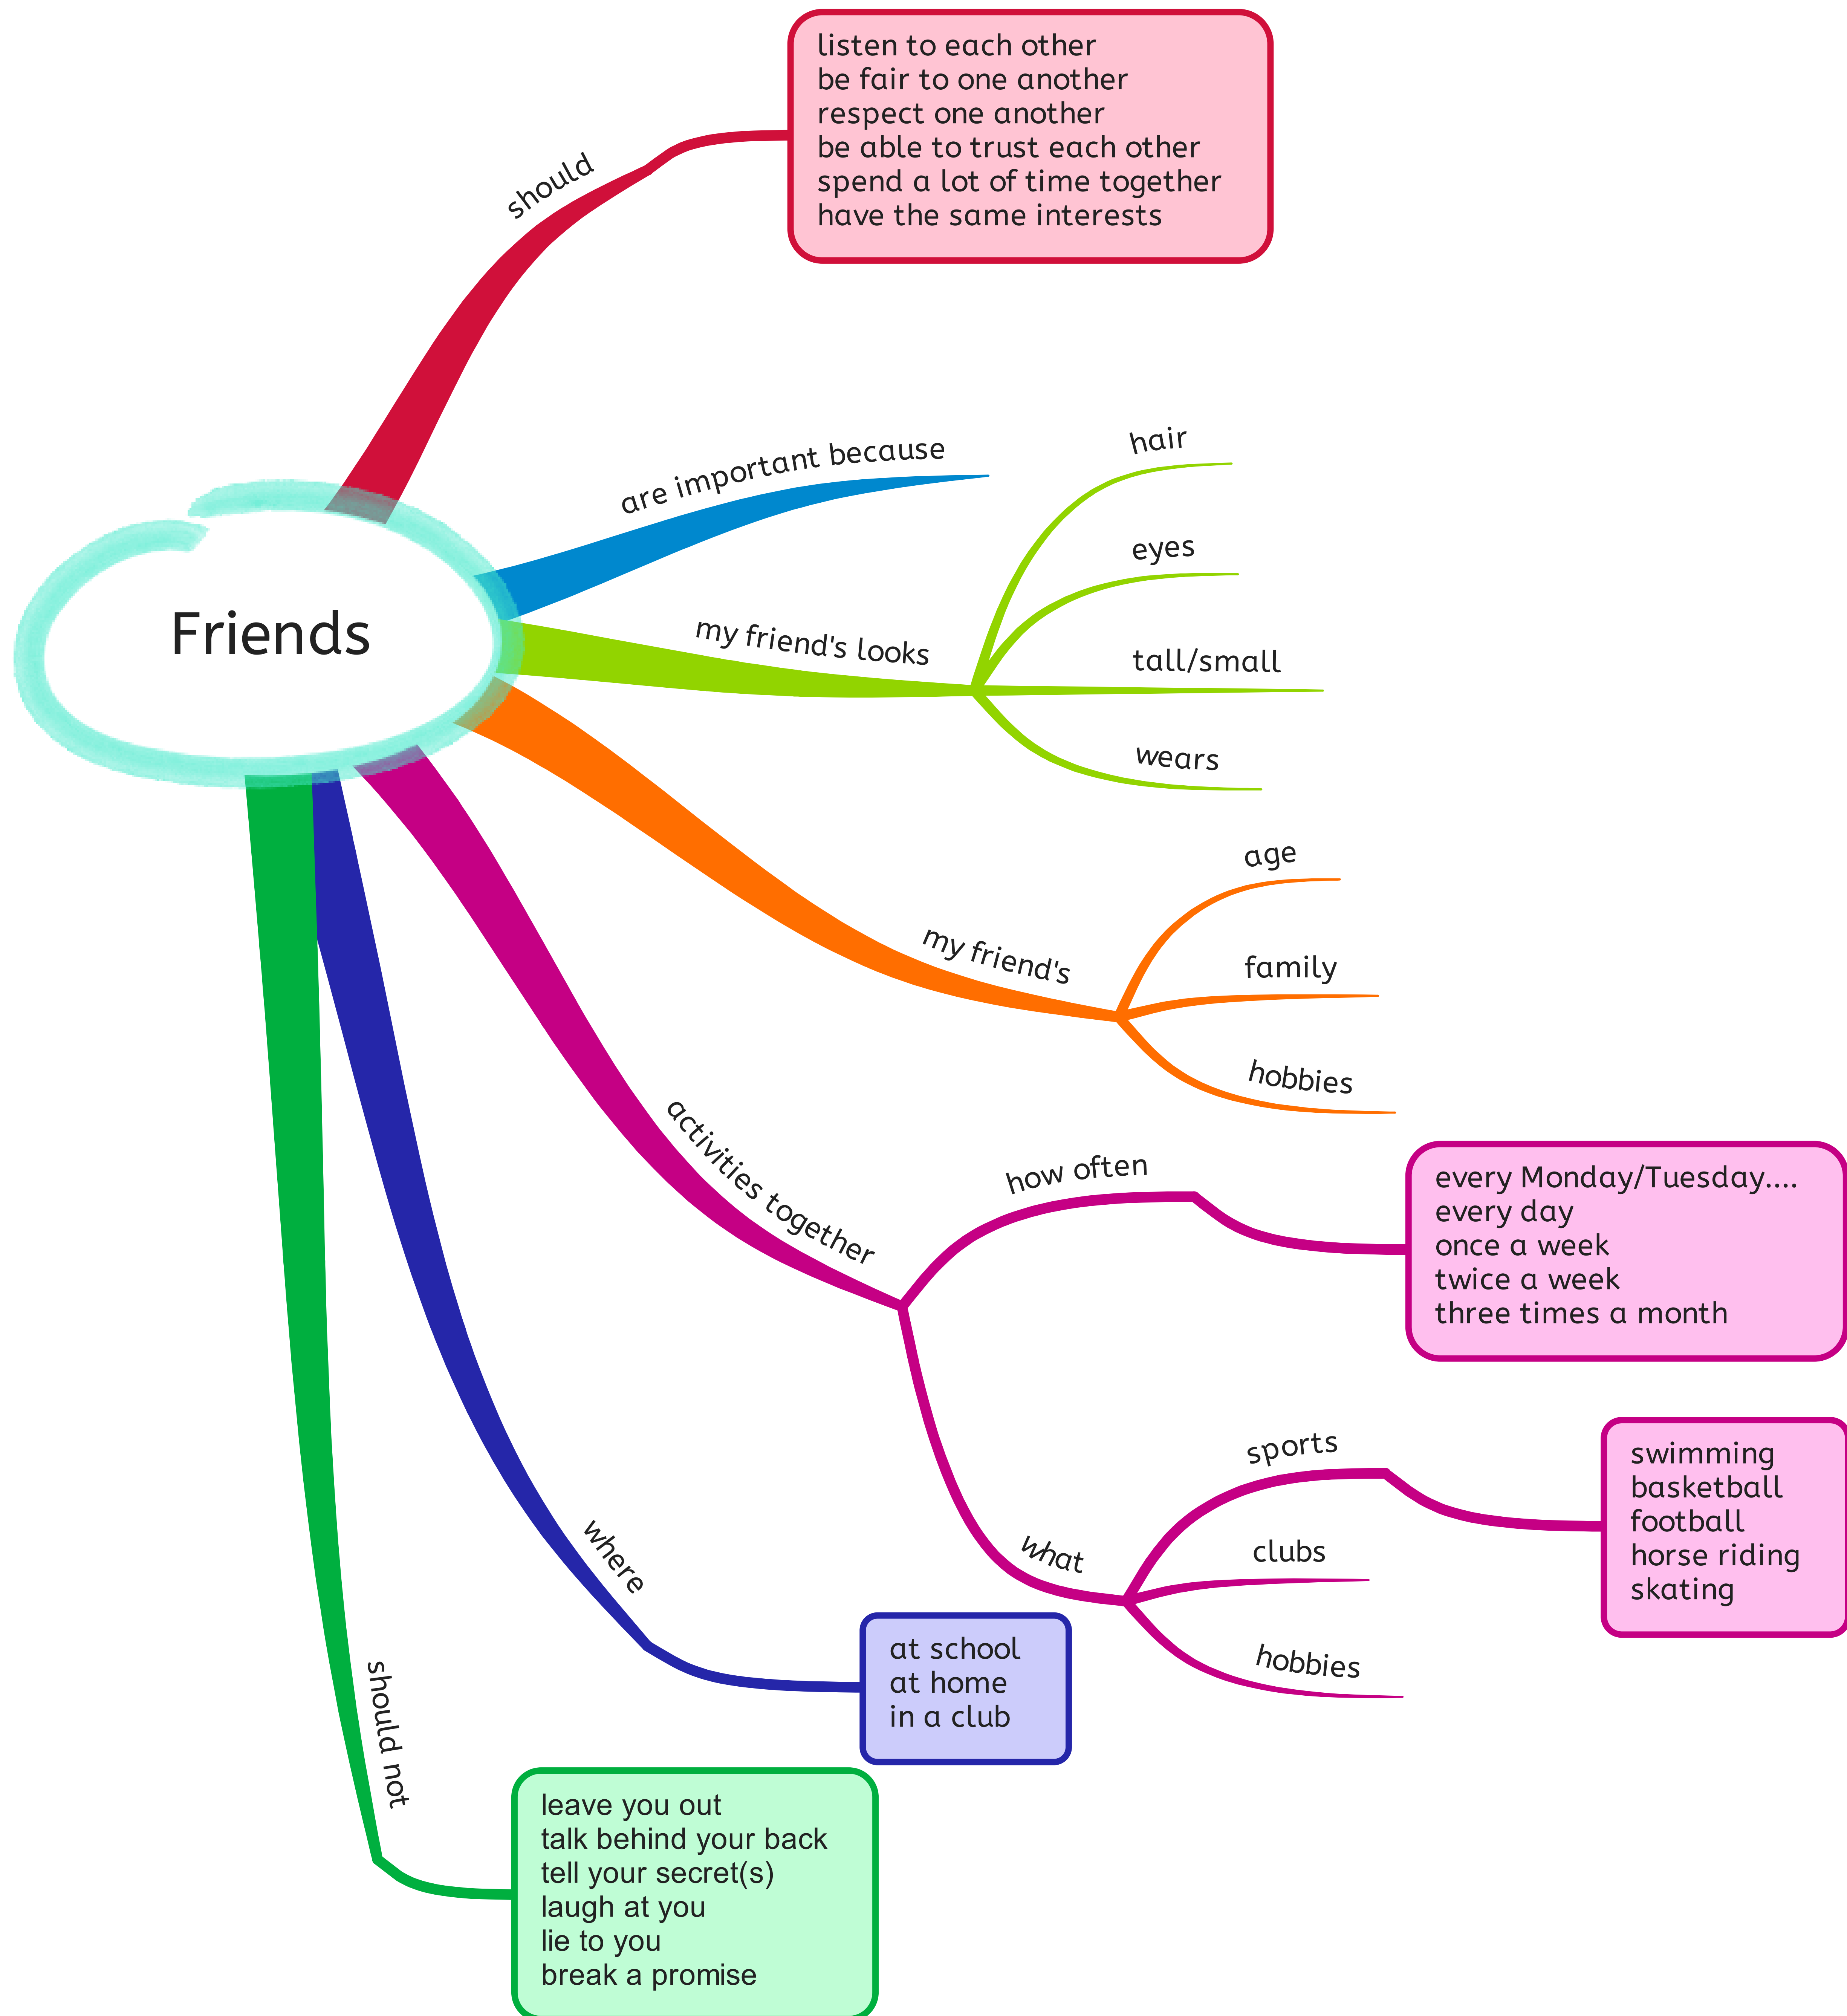 Friends
should
listen to each other
be fair to one another
respect one another
be able to trust each other
spend a lot of time together
have the same interests
are important because
my friend's looks
hair
eyes
tall/small
wears
my friend's
age
family
hobbies
activities together
how often
every Monday/Tuesday....
every day
once a week
twice a week
three times a month
what
sports
swimming
basketball
football
horse riding
skating
clubs
hobbies
where
at school
at home
in a club
should not
leave you out
talk behind your back
tell your secret(s)
laugh at you
lie to you
break a promise